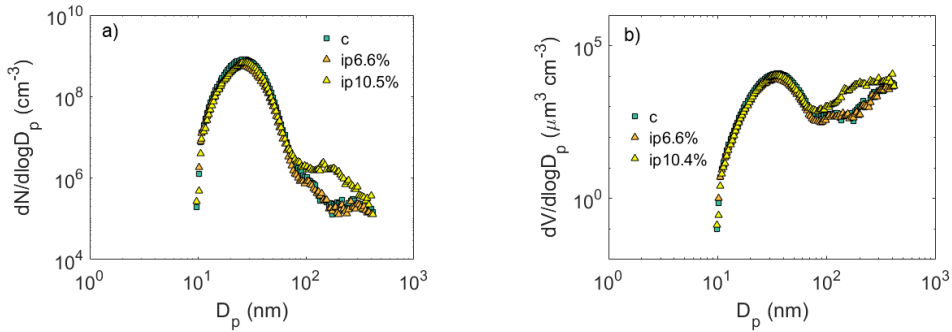 a)
c
ip6.6%
ip10.5%
dN/dlogD_p (cm^-3)
10^10
10^8
10^6
10^4
10^0 10^1 10^2 10^3
D_p (nm)
b)
c
ip6.6%
ip10.4%
dV/dlogD_p (μm^3 cm^-3)
10^5
10^0
10^0 10^1 10^2 10^3
D_p (nm)